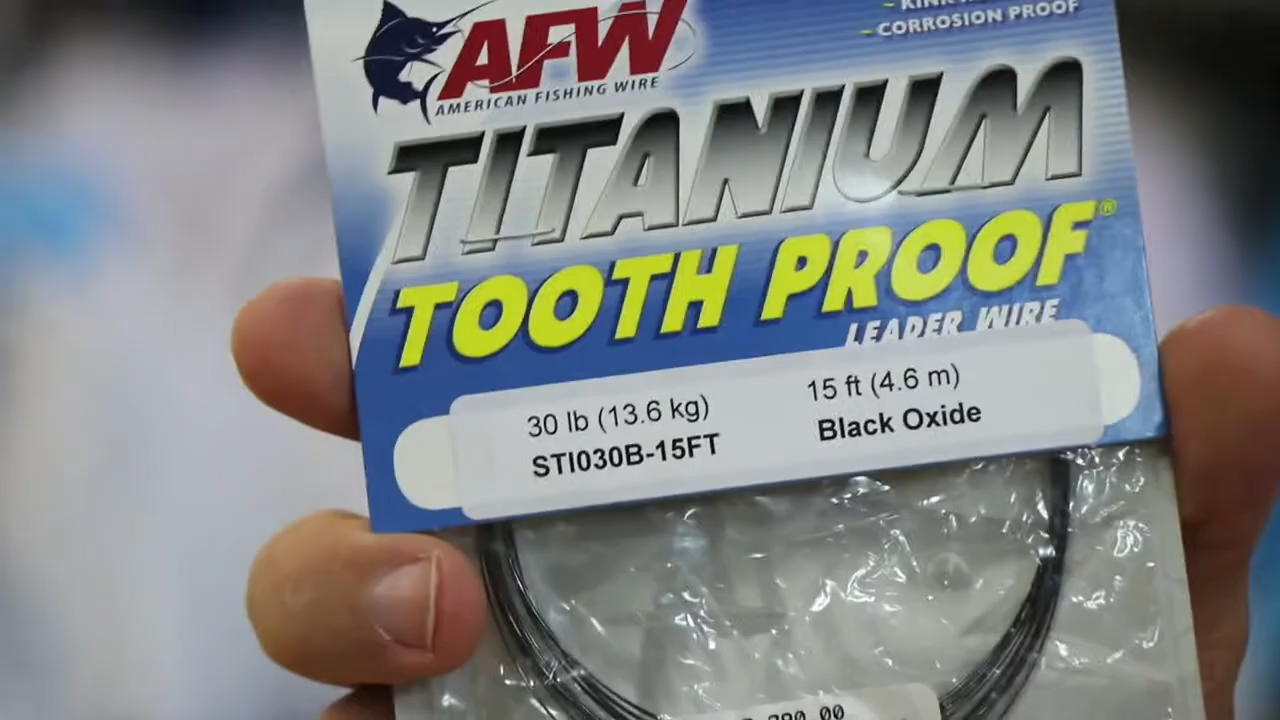 AFW
AMERICAN FISHING WIRE
~ CORROSION PROOF
TITANIUM
TOOTH PROOF®
LEADER WIRE
30 lb (13.6 kg)
STI030B-15FT
15 ft (4.6 m)
Black Oxide